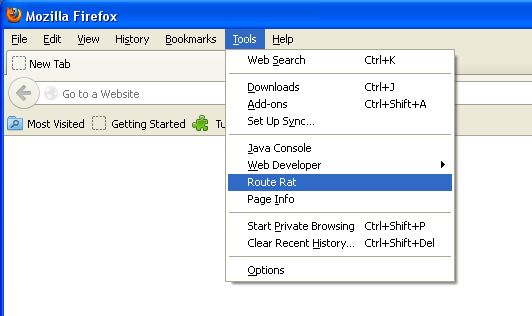 Mozilla Firefox
File Edit View History Bookmarks Tools Help
New Tab
Go to a Website
Most Visited Getting Started Tu
Web Search Ctrl+K
Downloads Ctrl+J
Add-ons Ctrl+Shift+A
Set Up Sync...
Java Console
Web Developer
Route Rat
Page Info
Start Private Browsing Ctrl+Shift+P
Clear Recent History... Ctrl+Shift+Del
Options